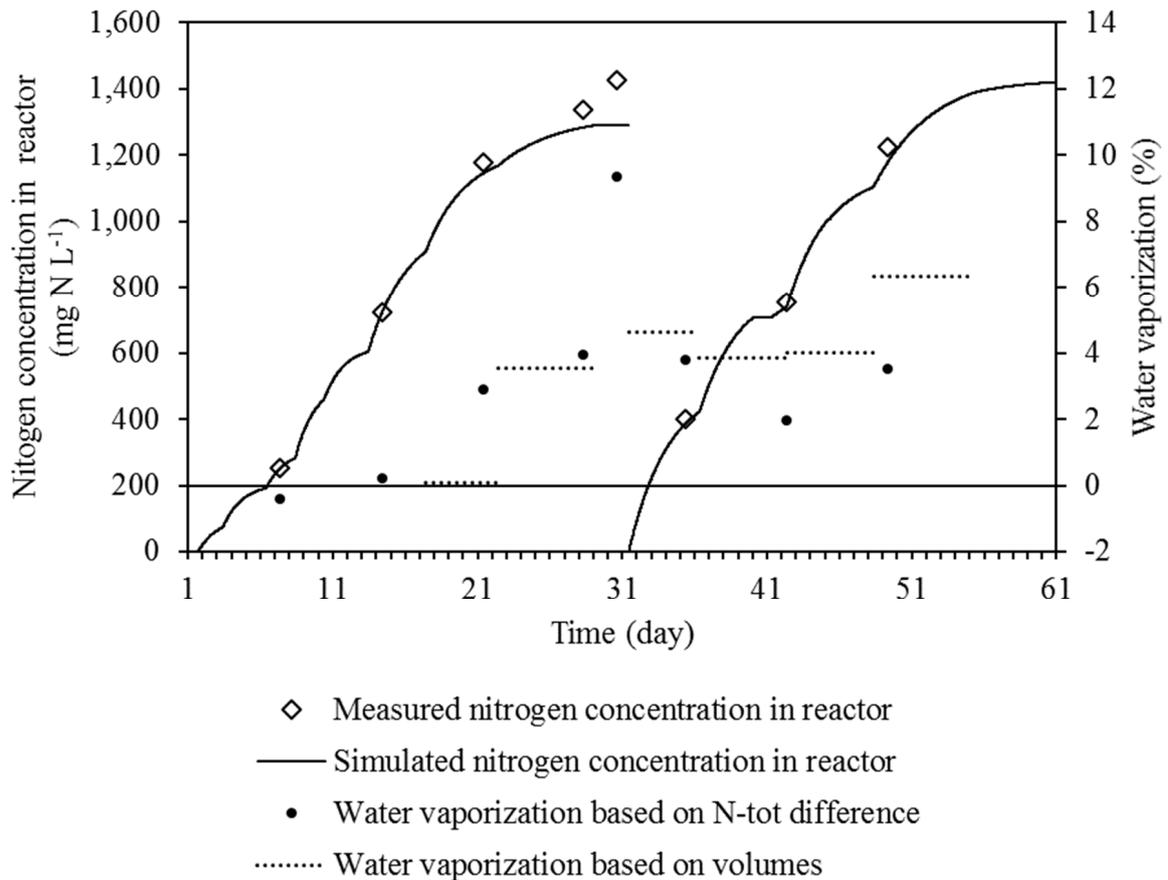 Nitogen concentration in reactor
(mg N L-1)
1,600
1,400
1,200
1,000
800
600
400
200
0
14
12
10
8
6
4
2
0
-2
Water vaporization (%)
1 11 21 31 41 51 61
Time (day)
Measured nitrogen concentration in reactor
Simulated nitrogen concentration in reactor
Water vaporization based on N-tot difference
Water vaporization based on volumes